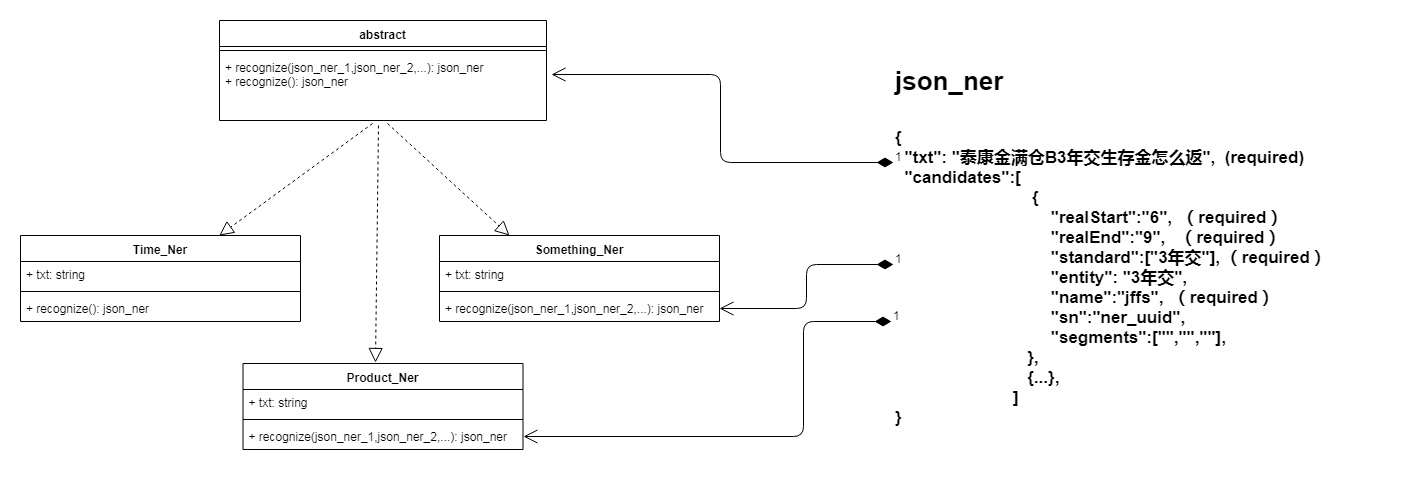 abstract
+ recognize(json_ner_1,json_ner_2,...): json_ner
+ recognize(): json_ner
Time_Ner
+ txt: string
+ recognize(): json_ner
Something_Ner
+ txt: string
+ recognize(json_ner_1,json_ner_2,...): json_ner
Product_Ner
+ txt: string
+ recognize(json_ner_1,json_ner_2,...): json_ner
1
1
1
json_ner
{
"txt": "泰康金满仓B3年交生存金怎么返", (required)
"candidates":[
{
"realStart":"6", （required）
"realEnd":"9", （required）
"standard":["3年交"],（required）
"entity": "3年交",
"name":"jffs", （required）
"sn":"ner_uuid",
"segments":["","",""],
},
{...},
]
}